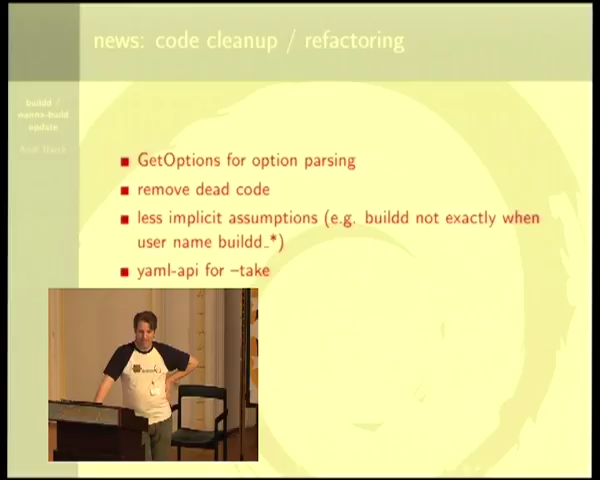 news: code cleanup / refactoring
buildd /
wanna-build
update
GetOptions for option parsing
remove dead code
less implicit assumptions (e.g. buildd not exactly when
user name buildd_*)
yaml-api for –take